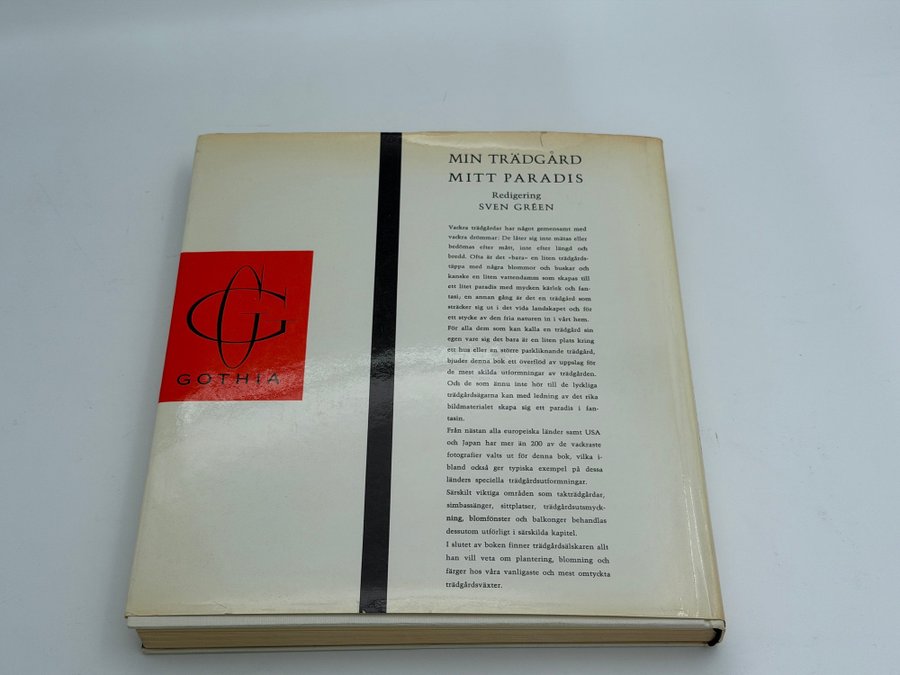 MIN TRÄDGÅRD
MITT PARADIS
Redigering
SVEN GRÉEN
Vackra trädgårdar har något gemensamt med
vackra drömmar: De låter sig inte mätas eller
bedömas efter mått, inte efter längd och
bredd. Ofta är det «bara» en liten trädgårds-
täppa med några blommor och buskar och
kanske en liten vattendamm som skapas till
ett litet paradis med mycken kärlek och fan-
tasi, en annan gång är det en trädgård som
sträcker sig ut i det vida landskapet och för
ett stycke av den fria naturen in i vårt hem.
För alla dem som kan kalla en trädgård sin
egen vare sig det bara är en liten plats kring
ett hus eller en större parkliknande trädgård,
bjuder denna bok ett överflöd av uppslag för
de mest skilda utformningar av trädgården.
Och de som ännu inte hör till de lyckliga
trädgårdsägarna kan med ledning av det rika
bildmaterialet skapa sig ett paradis i fan-
tasin.
Från nästan alla europeiska länder samt USA
och Japan har mer än 200 av de vackraste
fotografier valts ut för denna bok, vilka i-
bland också ger typiska exempel på dessa
länders speciella trädgårdsutformningar.
Särskilt viktiga områden som takträdgårdar,
simbassänger, sittplatser, trädgårdsutsmyck-
ning, blomfönster och balkonger behandlas
dessutom utförligt i särskilda kapitel.
I slutet av boken finner trädgårdsälskaren allt
han vill veta om plantering, blomning och
färger hos våra vanligaste och mest omtyckta
trädgårdsväxter.
G
GOTHIA